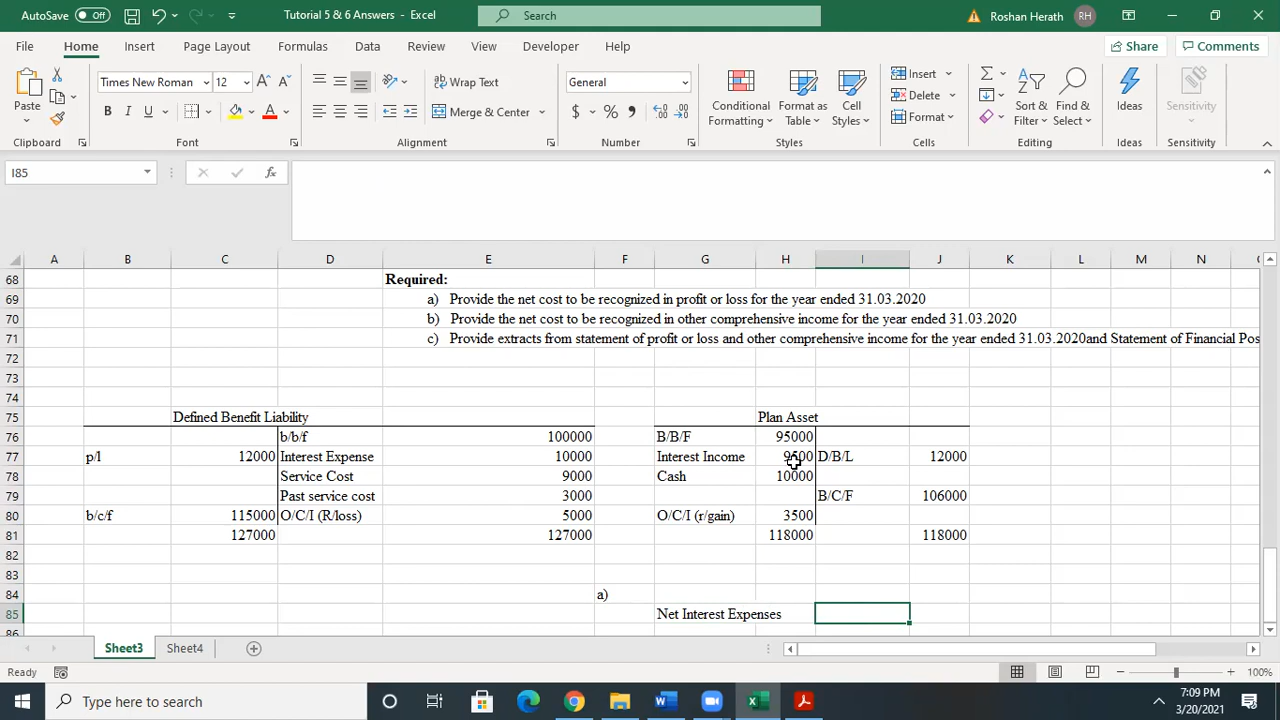 AutoSave Off Tutorial 5 & 6 Answers - Excel Search Roshan Herath RH
File Home Insert Page Layout Formulas Data Review View Developer Help Share Comments
Paste Times New Roman 12 A A Wrap Text General Conditional Formatting Format as Table Cell Styles Insert Delete Format Sort & Filter Find & Select Ideas Sensitivity
B I U A Merge & Center $ % ,
Clipboard Font Alignment Number Styles Cells Editing Ideas Sensitivity
I85 fx
A B C D E F G H I J K L M N
68 Required:
69 a) Provide the net cost to be recognized in profit or loss for the year ended 31.03.2020
70 b) Provide the net cost to be recognized in other comprehensive income for the year ended 31.03.2020
71 c) Provide extracts from statement of profit or loss and other comprehensive income for the year ended 31.03.2020and Statement of Financial Pos
72
73
74
75 Defined Benefit Liability Plan Asset
76 b/b/f 100000 B/B/F 95000
77 p/l 12000 Interest Expense 10000 Interest Income 9500 D/B/L 12000
78 Service Cost 9000 Cash 10000
79 Past service cost 3000 B/C/F 106000
80 b/c/f 115000 O/C/I (R/loss) 5000 O/C/I (r/gain) 3500
81 127000 127000 118000 118000
82
83
84 a)
85 Net Interest Expenses
86
Sheet3 Sheet4
Ready 100%
Type here to search 7:09 PM
3/20/2021